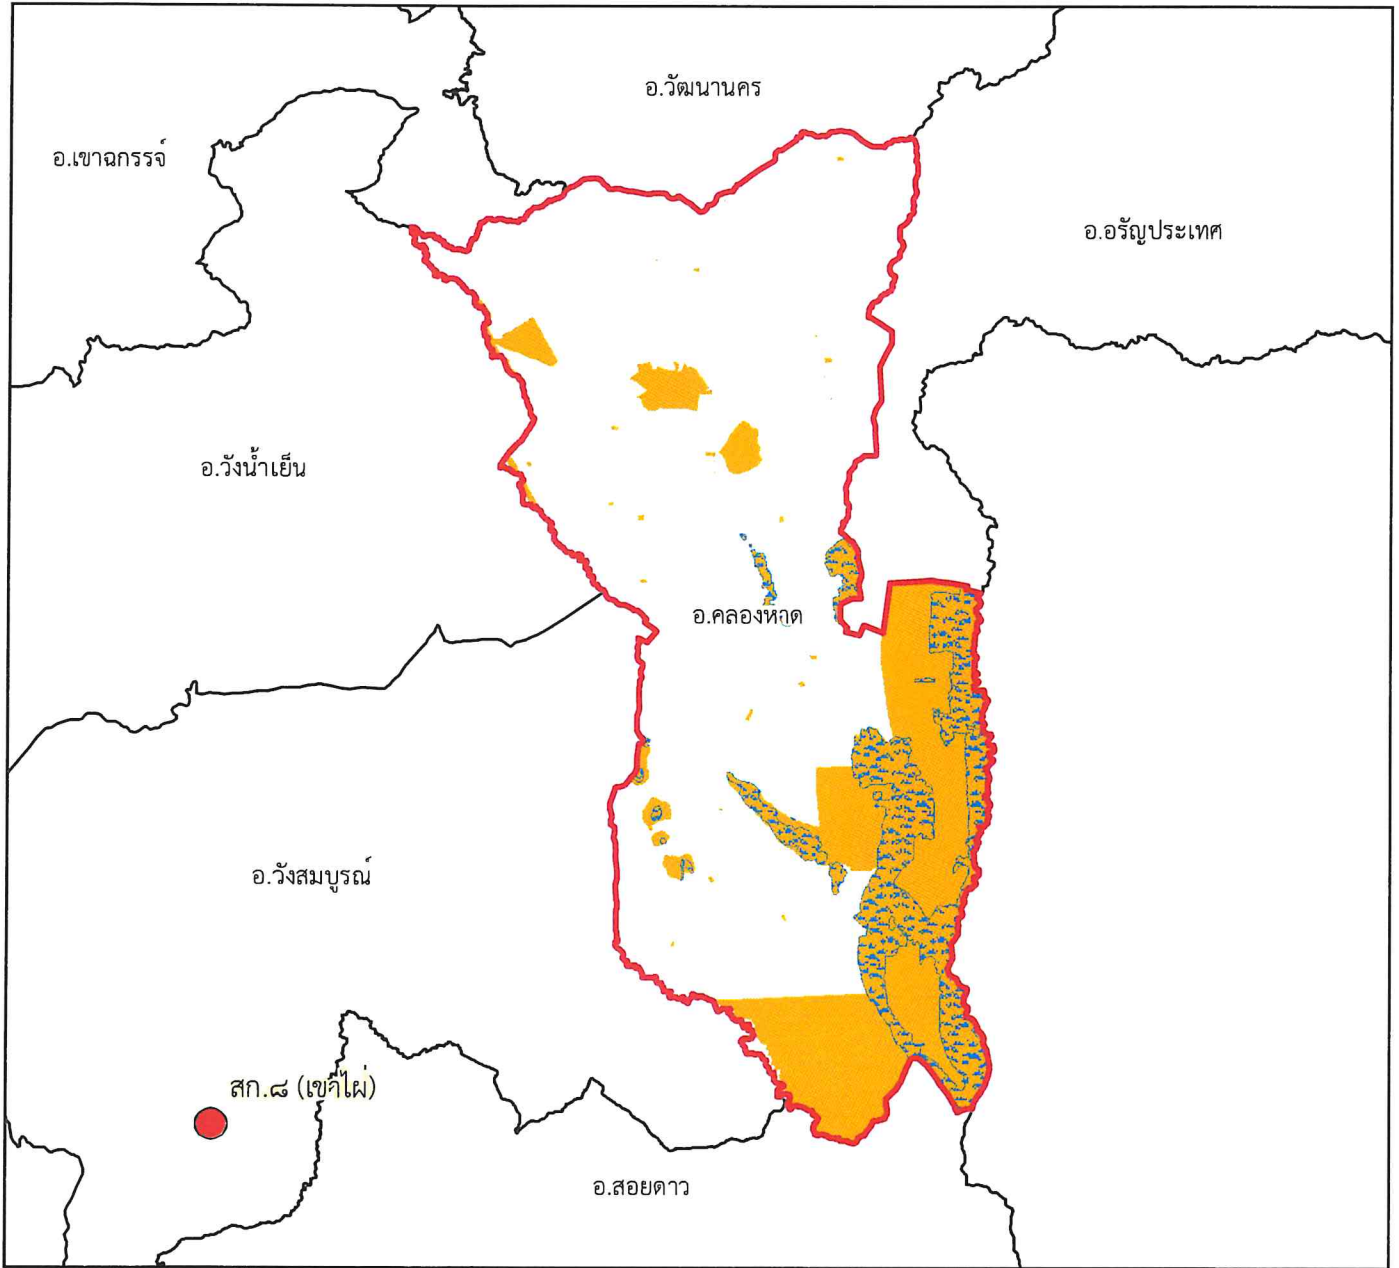 อ.วัฒนานคร
อ.เขาฉกรรจ์
อ.อรัญประเทศ
อ.วังน้ำเย็น
อ.คลองหาด
อ.วังสมบูรณ์
สก.๘ (เขาไผ่)
อ.สอยดาว